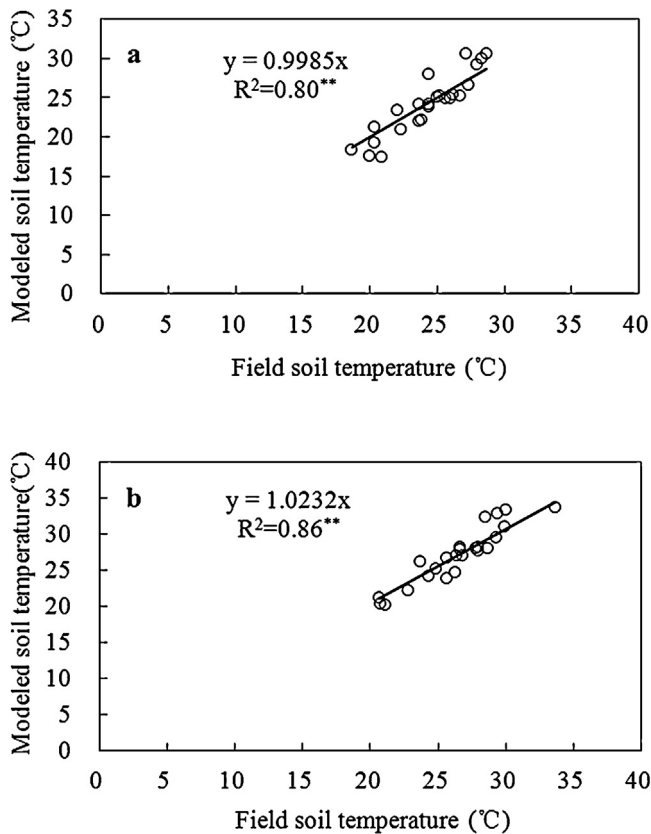 Modeled soil temperature (℃)
35
30
25
20
15
10
5
0
a
y = 0.9985x
R²=0.80**
0 5 10 15 20 25 30 35 40
Field soil temperature (℃)
Modeled soil temperature(℃)
40
35
30
25
20
15
10
5
0
b
y = 1.0232x
R²=0.86**
0 5 10 15 20 25 30 35 40
Field soil temperature (℃)